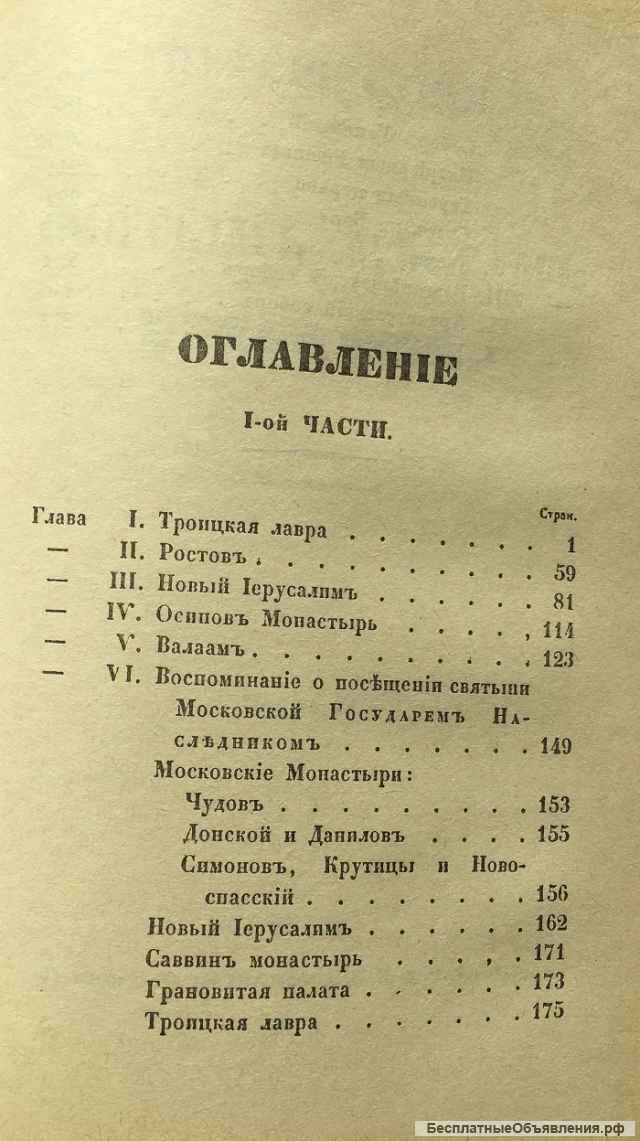 ОГЛАВЛЕНІЕ
I-ой ЧАСТИ.
Стран.
Глава I. Троицкая лавра . . . . . . . 1
— II. Ростовъ . . . . . . . . . . 59
— III. Новый Іерусалимъ . . . . . . 81
— IV. Осиповъ Монастырь . . . . . 114
— V. Валаамъ . . . . . . . . . . 123
— VI. Воспоминаніе о посѣщеніи святыни
Московской Государемъ На-
слѣдникомъ . . . . . . . 149
Московскіе Монастыри:
Чудовъ . . . . . . . . . 153
Донской и Даниловъ . . . . 155
Симоновъ, Крутицы и Ново-
спасскій . . . . . . . . 156
Новый Іерусалимъ . . . . . . 162
Саввинъ монастырь . . . . . 171
Грановитая палата . . . . . . 173
Троицкая лавра . . . . . . . 175
БесплатныеОбъявления.рф